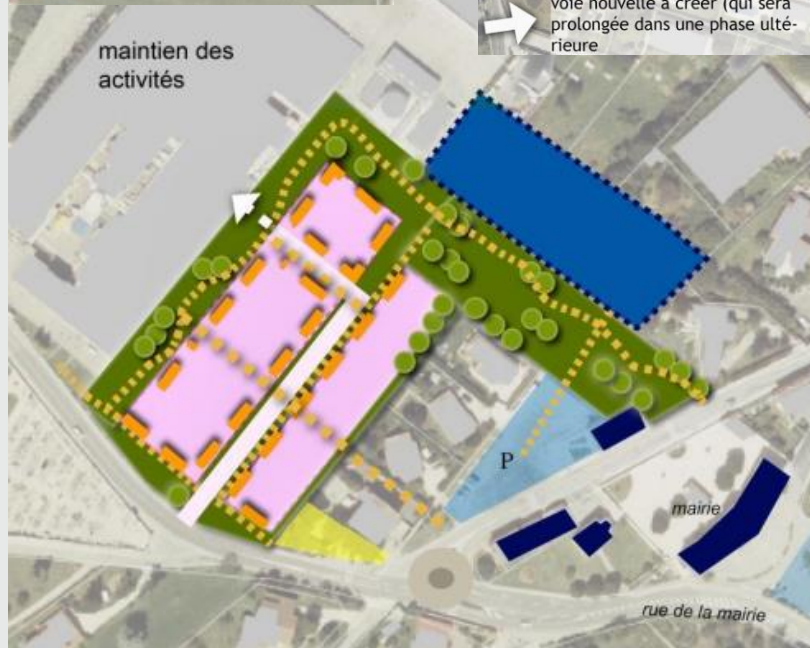 voie nouvelle à créer (qui sera
prolongée dans une phase ulté-
rieure
maintien des
activités
P
mairie
rue de la mairie